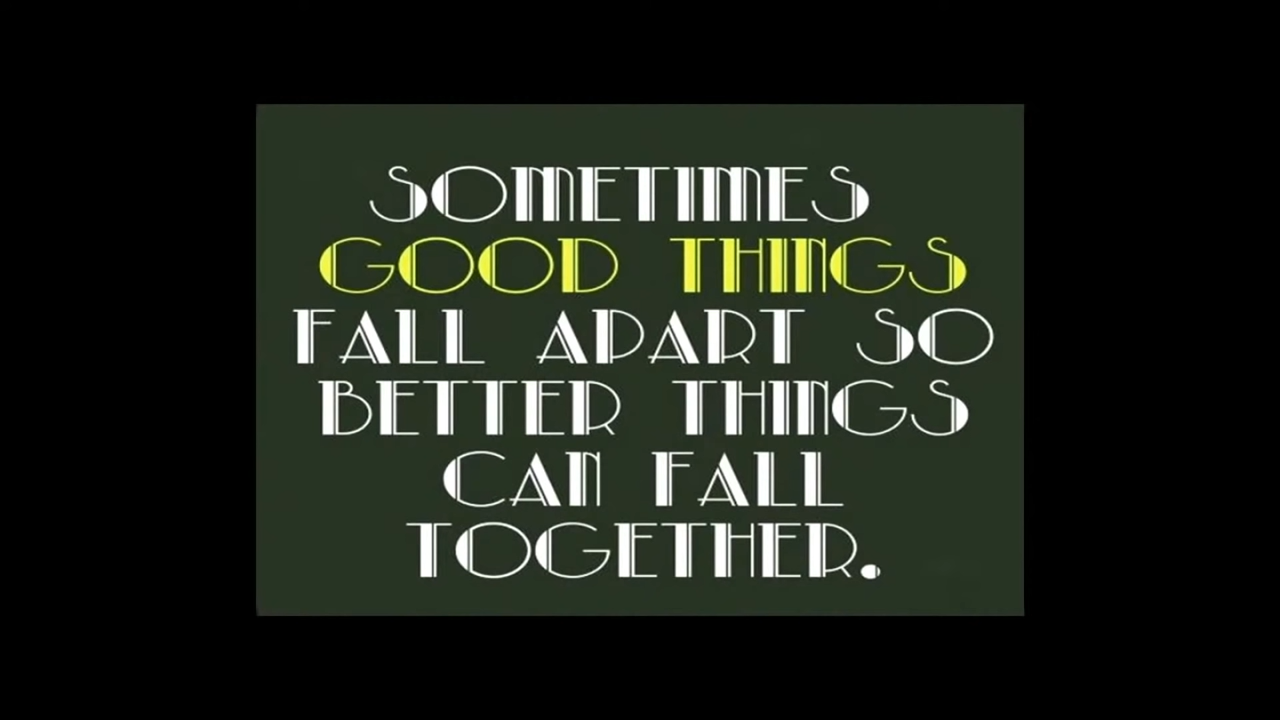 SOMETIMES
GOOD THINGS
FALL APART SO
BETTER THINGS
CAN FALL
TOGETHER.